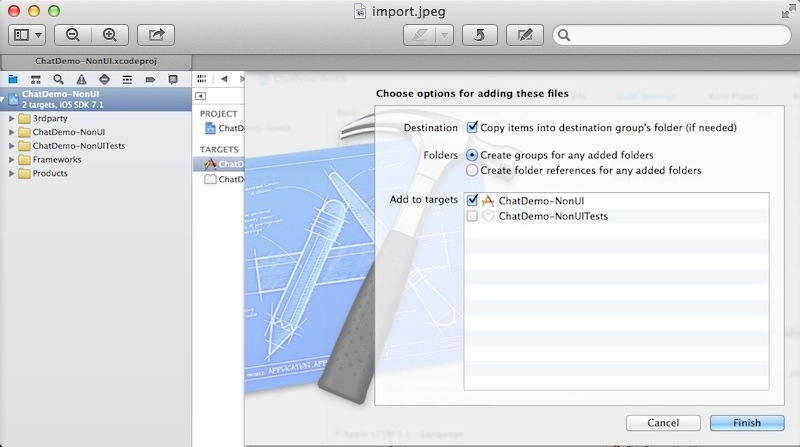 import.jpeg
ChatDemo-NonUI.xcodeproj
ChatDemo-NonUI
2 targets, iOS SDK 7.1
3rdparty
ChatDemo-NonUI
ChatDemo-NonUITests
Frameworks
Products
PROJECT
ChatDemo-NonUI
TARGETS
ChatD
ChatD
Choose options for adding these files
Destination
Copy items into destination group's folder (if needed)
Folders
Create groups for any added folders
Create folder references for any added folders
Add to targets
ChatDemo-NonUI
ChatDemo-NonUITests
PROJECT: APPLICATION.APP
Cancel
Finish